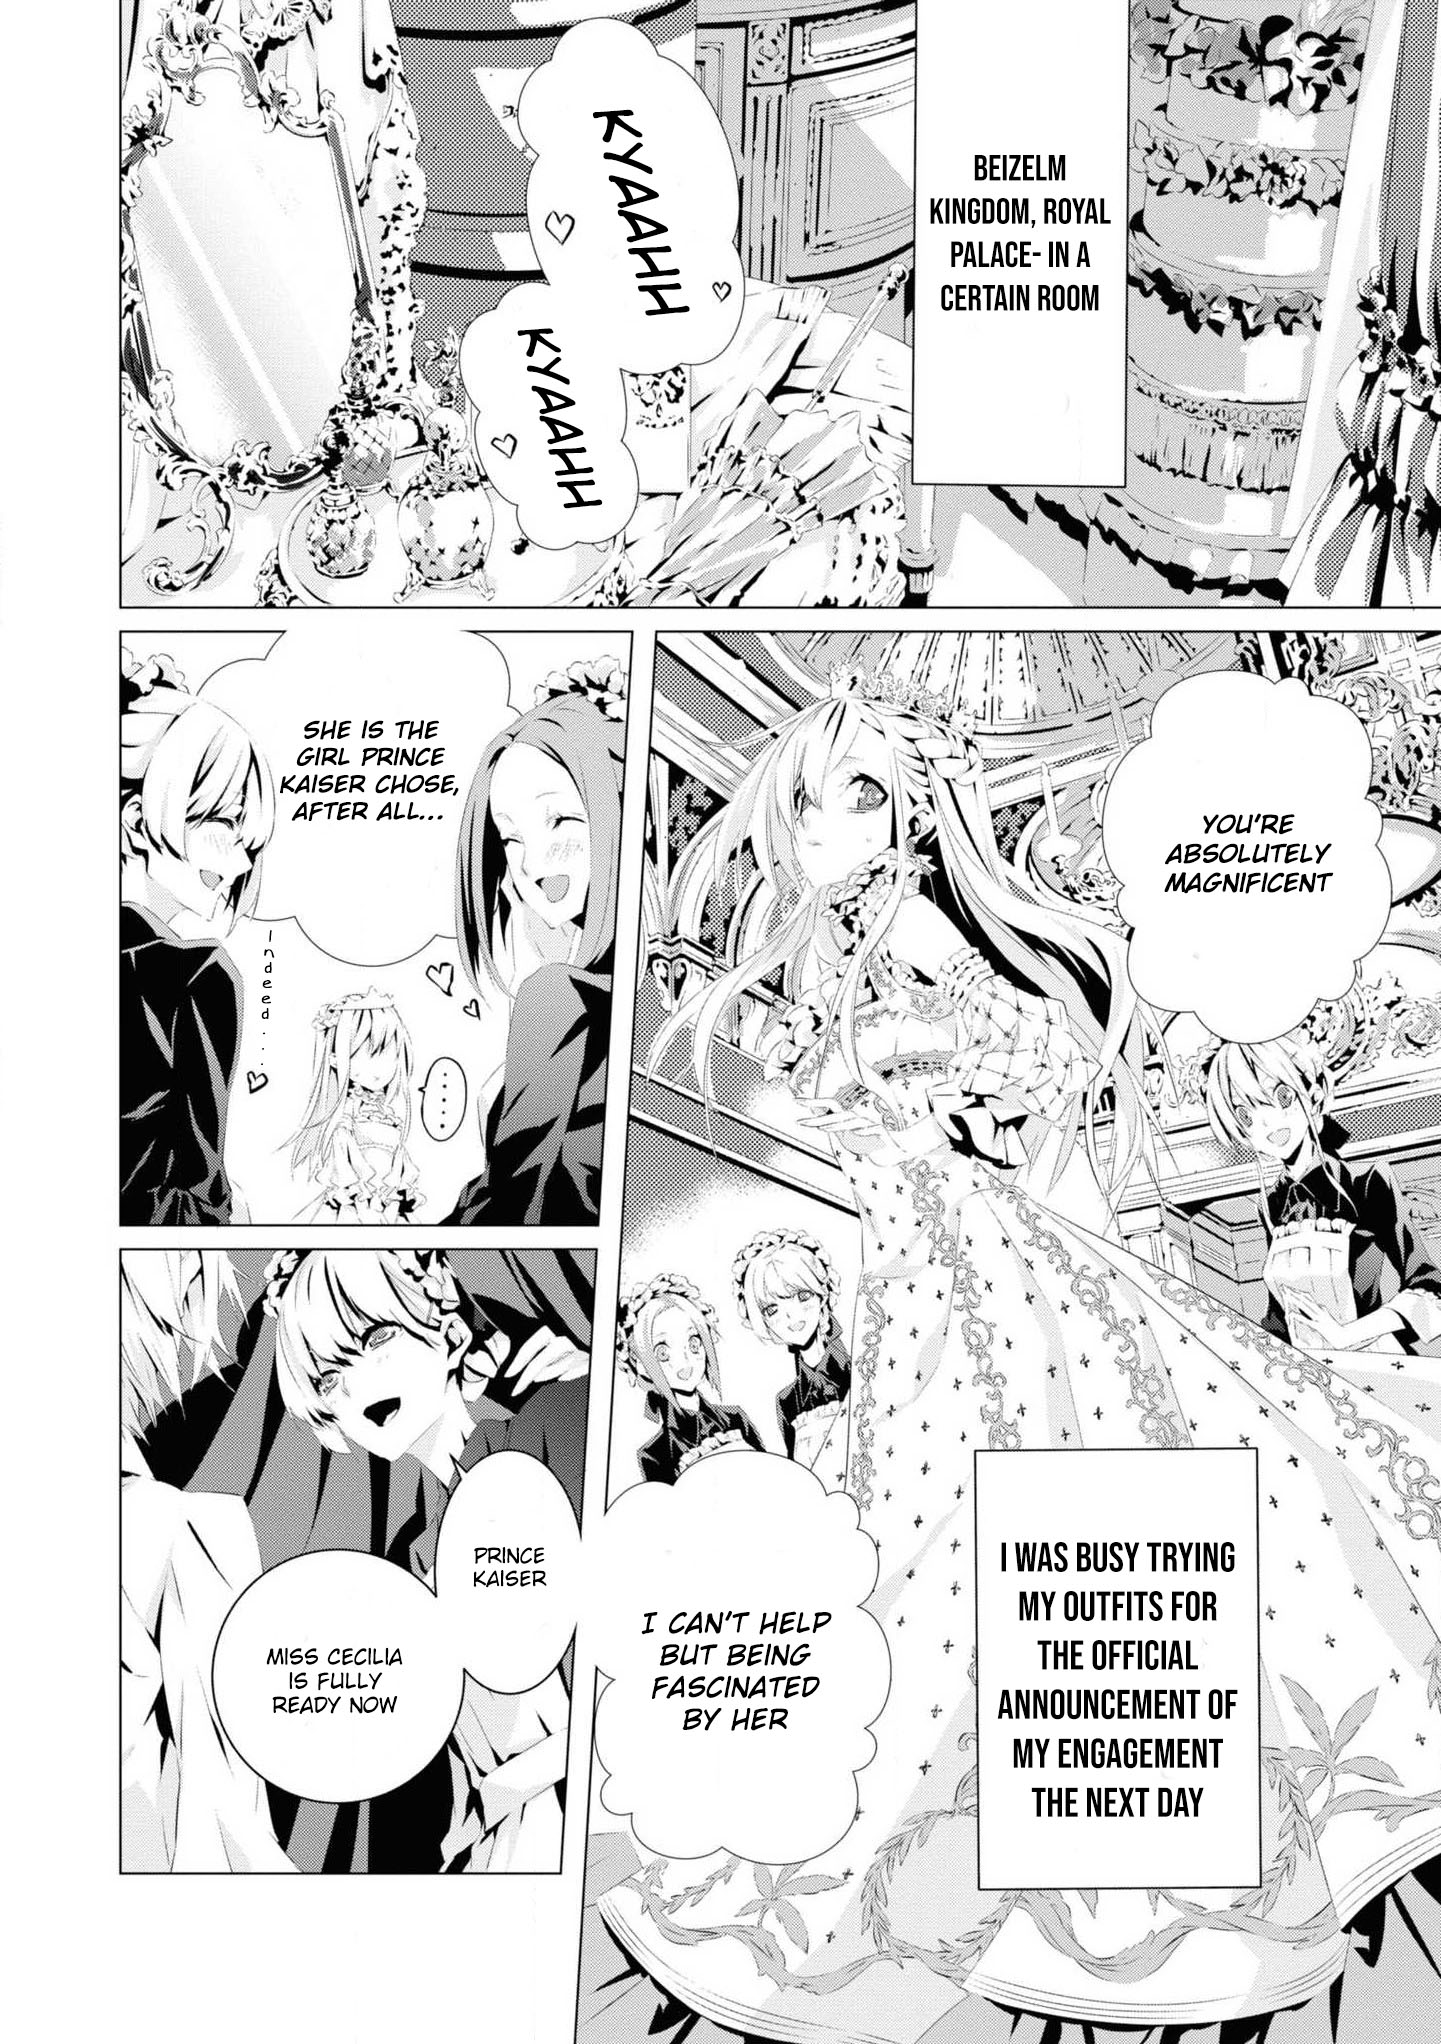 BEIZELM
KINGDOM, ROYAL
PALACE- IN A
CERTAIN ROOM
KYAAHH
KYAAHH
YOU'RE
ABSOLUTELY
MAGNIFICENT
I WAS BUSY TRYING
MY OUTFITS FOR
THE OFFICIAL
ANNOUNCEMENT OF
MY ENGAGEMENT
THE NEXT DAY
I CAN'T HELP
BUT BEING
FASCINATED
BY HER
SHE IS THE
GIRL PRINCE
KAISER CHOSE,
AFTER ALL...
Indeed...
.....
PRINCE
KAISER
MISS CECILIA
IS FULLY
READY NOW